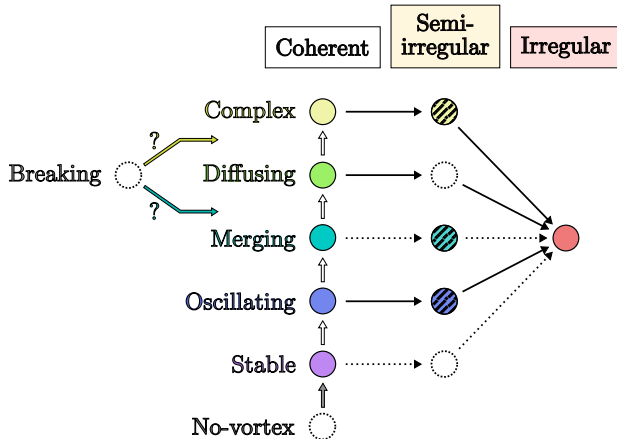 Coherent
Semi-
irregular
Irregular
Complex
?
Breaking
Diffusing
?
Merging
Oscillating
Stable
No-vortex